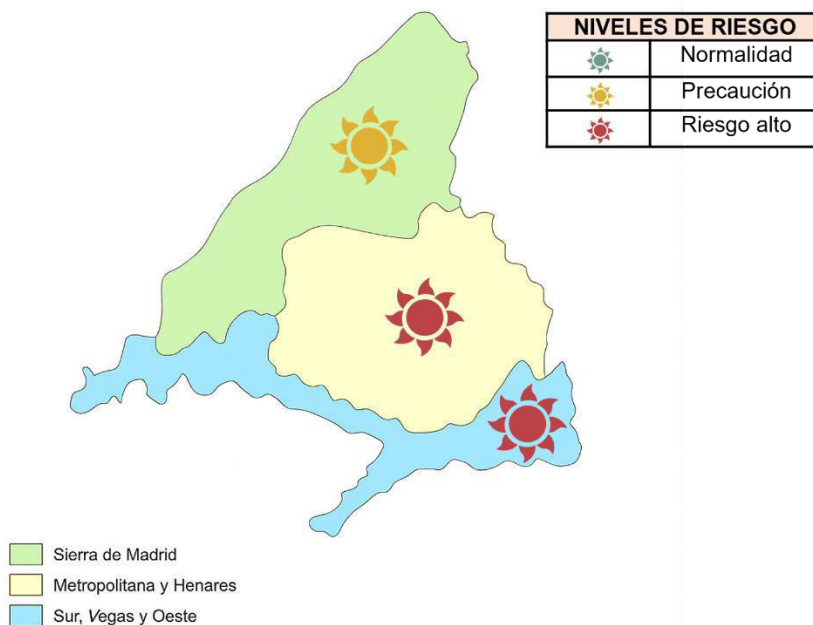 NIVELES DE RIESGO
Normalidad
Precaución
Riesgo alto
Sierra de Madrid
Metropolitana y Henares
Sur, Vegas y Oeste